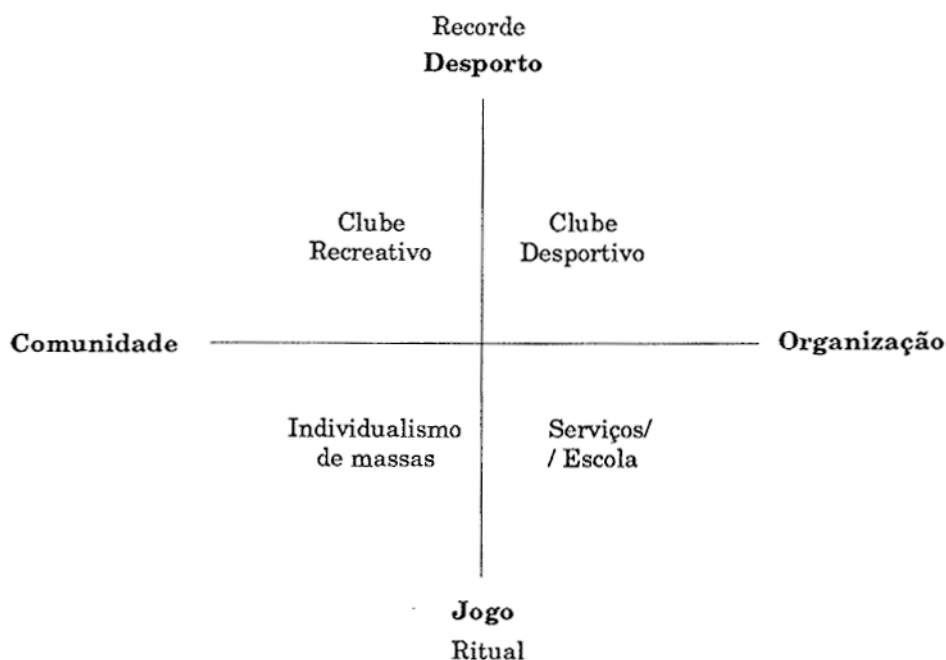 Recorde
Desporto
Clube
Recreativo
Clube
Desportivo
Comunidade
Organização
Individualismo
de massas
Serviços/
/ Escola
Jogo
Ritual